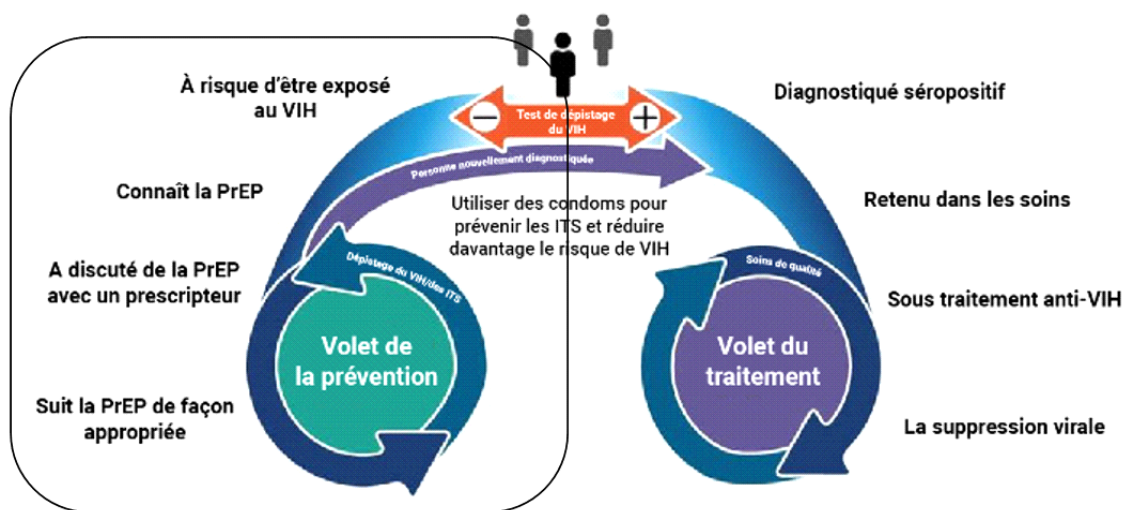 À risque d'être exposé
au VIH
Connaît la PrEP
A discuté de la PrEP
avec un prescripteur
Suit la PrEP de façon
appropriée
−
Test de dépistage
du VIH
+
Personne nouvellement diagnostiquée
Utiliser des condoms pour
prévenir les ITS et réduire
davantage le risque de VIH
Dépistage du VIH/des ITS
Volet de
la prévention
Soins de qualité
Volet du
traitement
Diagnostiqué séropositif
Retenu dans les soins
Sous traitement anti-VIH
La suppression virale